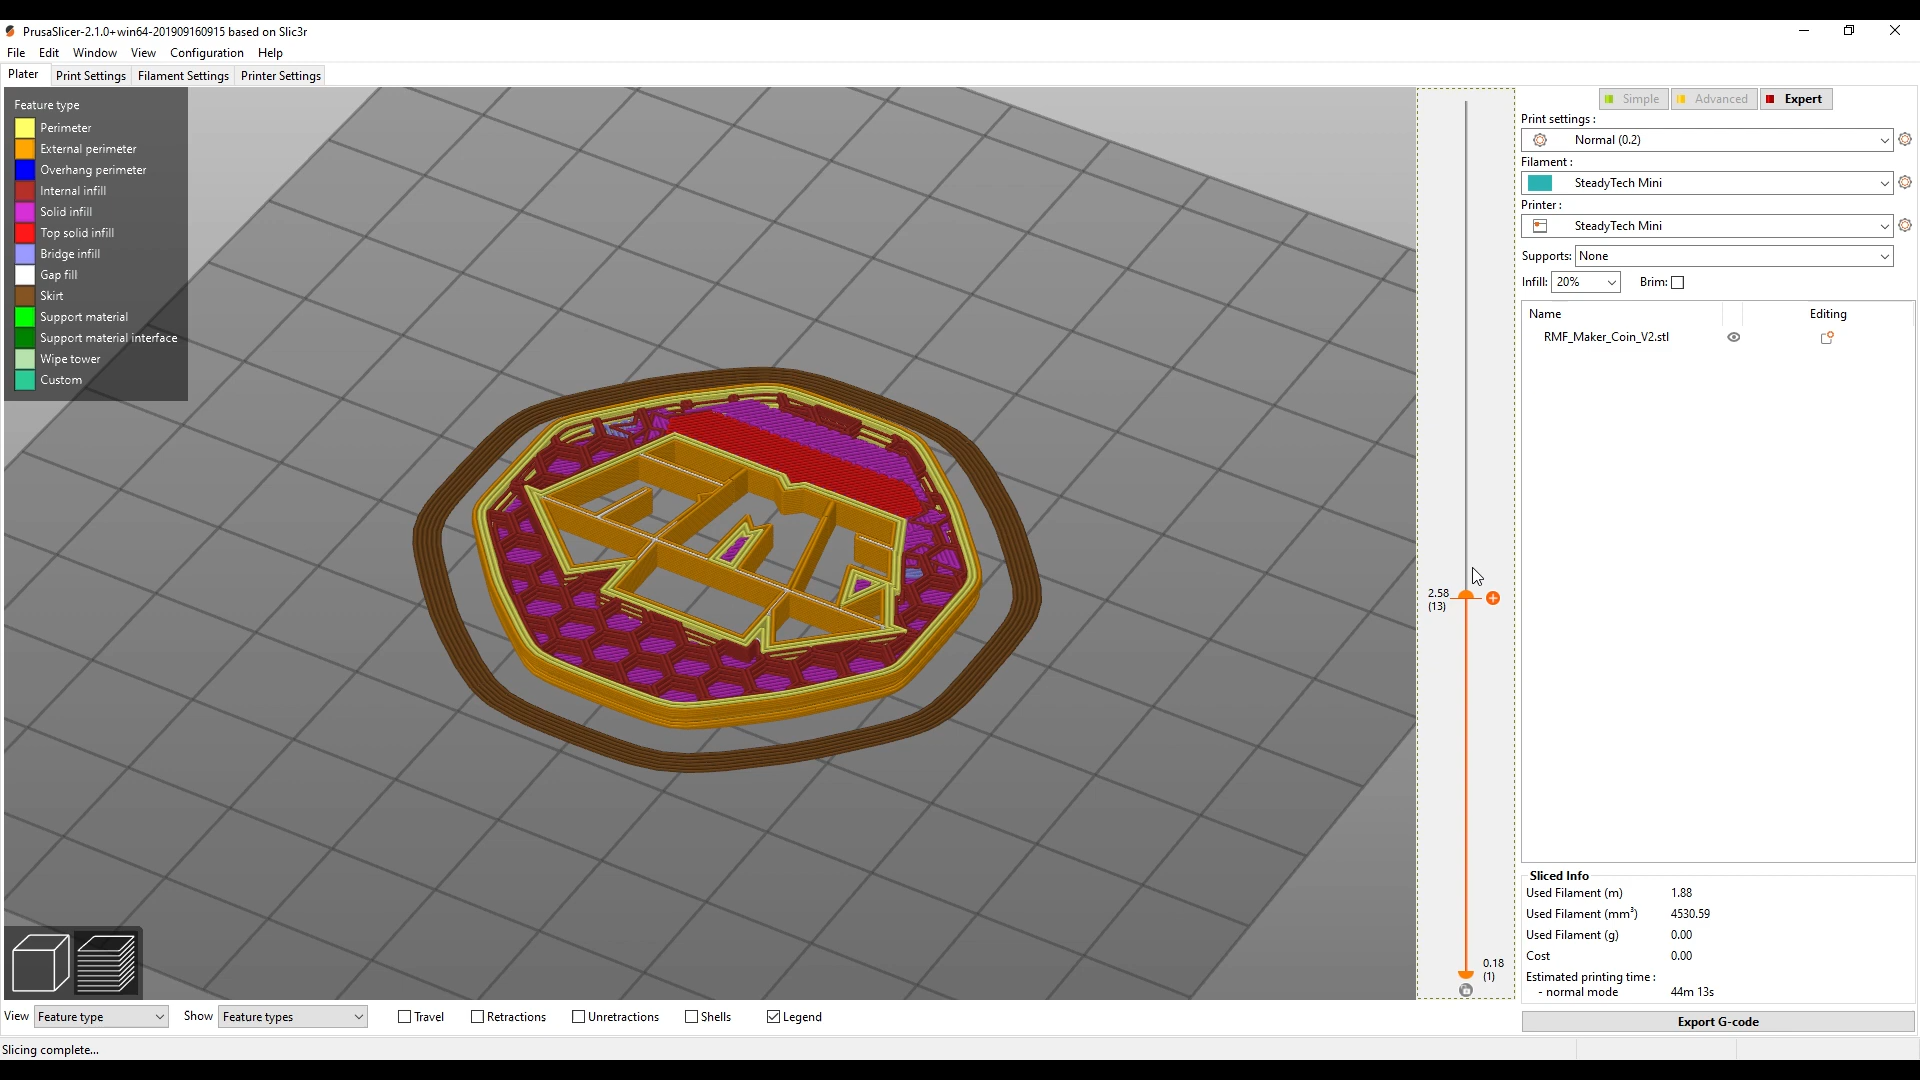 PrusaSlicer-2.1.0+win64-201909160915 based on Slic3r
File Edit Window View Configuration Help
Plater Print Settings Filament Settings Printer Settings
Feature type
Perimeter
External perimeter
Overhang perimeter
Internal infill
Solid infill
Top solid infill
Bridge infill
Gap fill
Skirt
Support material
Support material interface
Wipe tower
Custom
2.58
(13)
0.18
(1)
Simple Advanced Expert
Print settings :
Normal (0.2)
Filament :
SteadyTech Mini
Printer :
SteadyTech Mini
Supports: None
Infill: 20% Brim:
Name Editing
RMF_Maker_Coin_V2.stl
Sliced Info
Used Filament (m) 1.88
Used Filament (mm³) 4530.59
Used Filament (g) 0.00
Cost 0.00
Estimated printing time :
- normal mode 44m 13s
Export G-code
View Feature type Show Feature types Travel Retractions Unretractions Shells Legend
Slicing complete...